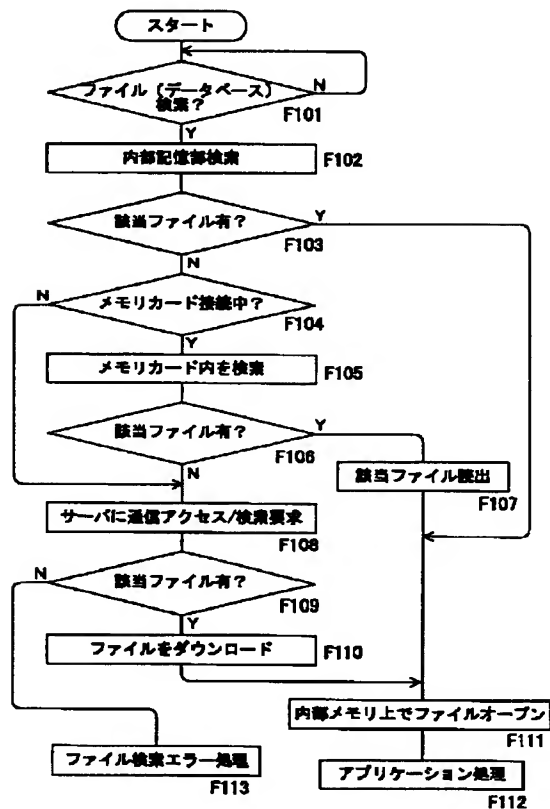 スタート
ファイル(データベース)
検索?
N
F101
Y
内部記憶部検索
F102
該当ファイル有?
Y
F103
N
N
メモリカード接続中?
F104
Y
メモリカード内を検索
F105
該当ファイル有?
Y
F106
N
該当ファイル読出
F107
サーバに通信アクセス/検索要求
F108
N
該当ファイル有?
F109
Y
ファイルをダウンロード
F110
内部メモリ上でファイルオープン
F111
ファイル検索エラー処理
F113
アプリケーション処理
F112